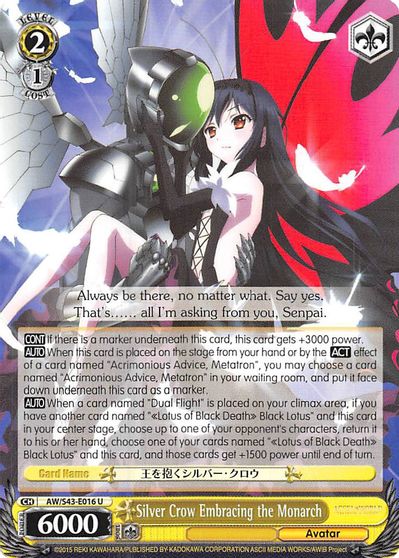 LEVEL
2
1
COST
Always be there, no matter what. Say yes.
That's...... all I'm asking from you, Senpai.
CONT If there is a marker underneath this card, this card gets +3000 power.
AUTO When this card is placed on the stage from your hand or by the ACT effect
of a card named "Acrimonious Advice, Metatron", you may choose a card
named "Acrimonious Advice, Metatron" in your waiting room, and put it face
down underneath this card as a marker.
AUTO When a card named "Dual Flight" is placed on your climax area, if you
have another card named "«Lotus of Black Death» Black Lotus" and this card in
your center stage, choose up to one of your opponent's characters, return it
to his or her hand, and choose one of your cards named "«Lotus of Black Death»
Black Lotus", and those cards get +1500 until end of turn.
Card Name
王を抱くシルバー・クロウ
CH AW/S43-E016 U
POWER
6000
Silver Crow Embracing the Monarch
Avatar
©2015 REKI KAWAHARA/PUBLISHED BY KADOKAWA CORPORATION ASCII MEDIA WORKS/AWIB Project